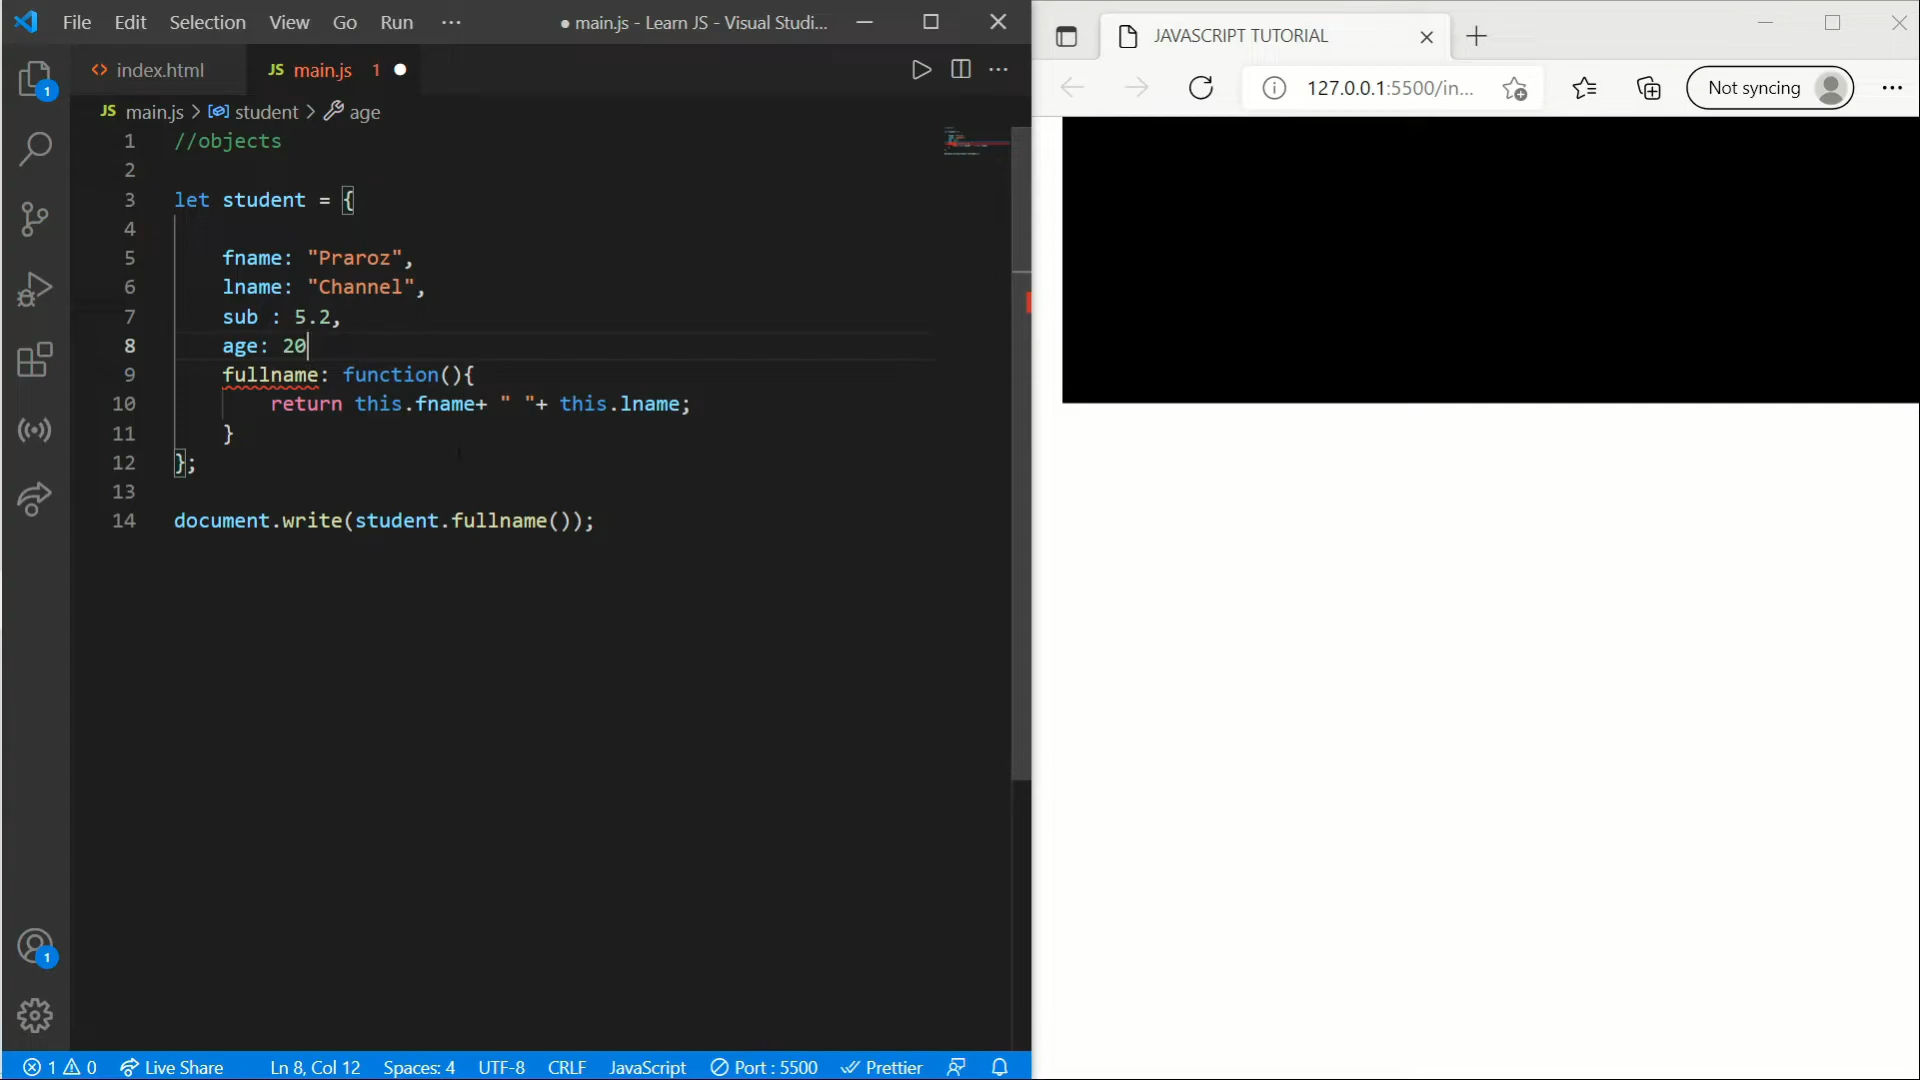 File Edit Selection View Go Run ··· ● main.js - Learn JS - Visual Studi...
index.html JS main.js 1
JS main.js > student > age
1 //objects
2
3 let student = {
4
5 fname: "Praroz",
6 lname: "Channel",
7 sub : 5.2,
8 age: 20
9 fullname: function(){
10 return this.fname+ " "+ this.lname;
11 }
12 };
13
14 document.write(student.fullname());
1
1
1 0 Live Share Ln 8, Col 12 Spaces: 4 UTF-8 CRLF JavaScript Port : 5500 Prettier
JAVASCRIPT TUTORIAL
127.0.0.1:5500/in... Not syncing